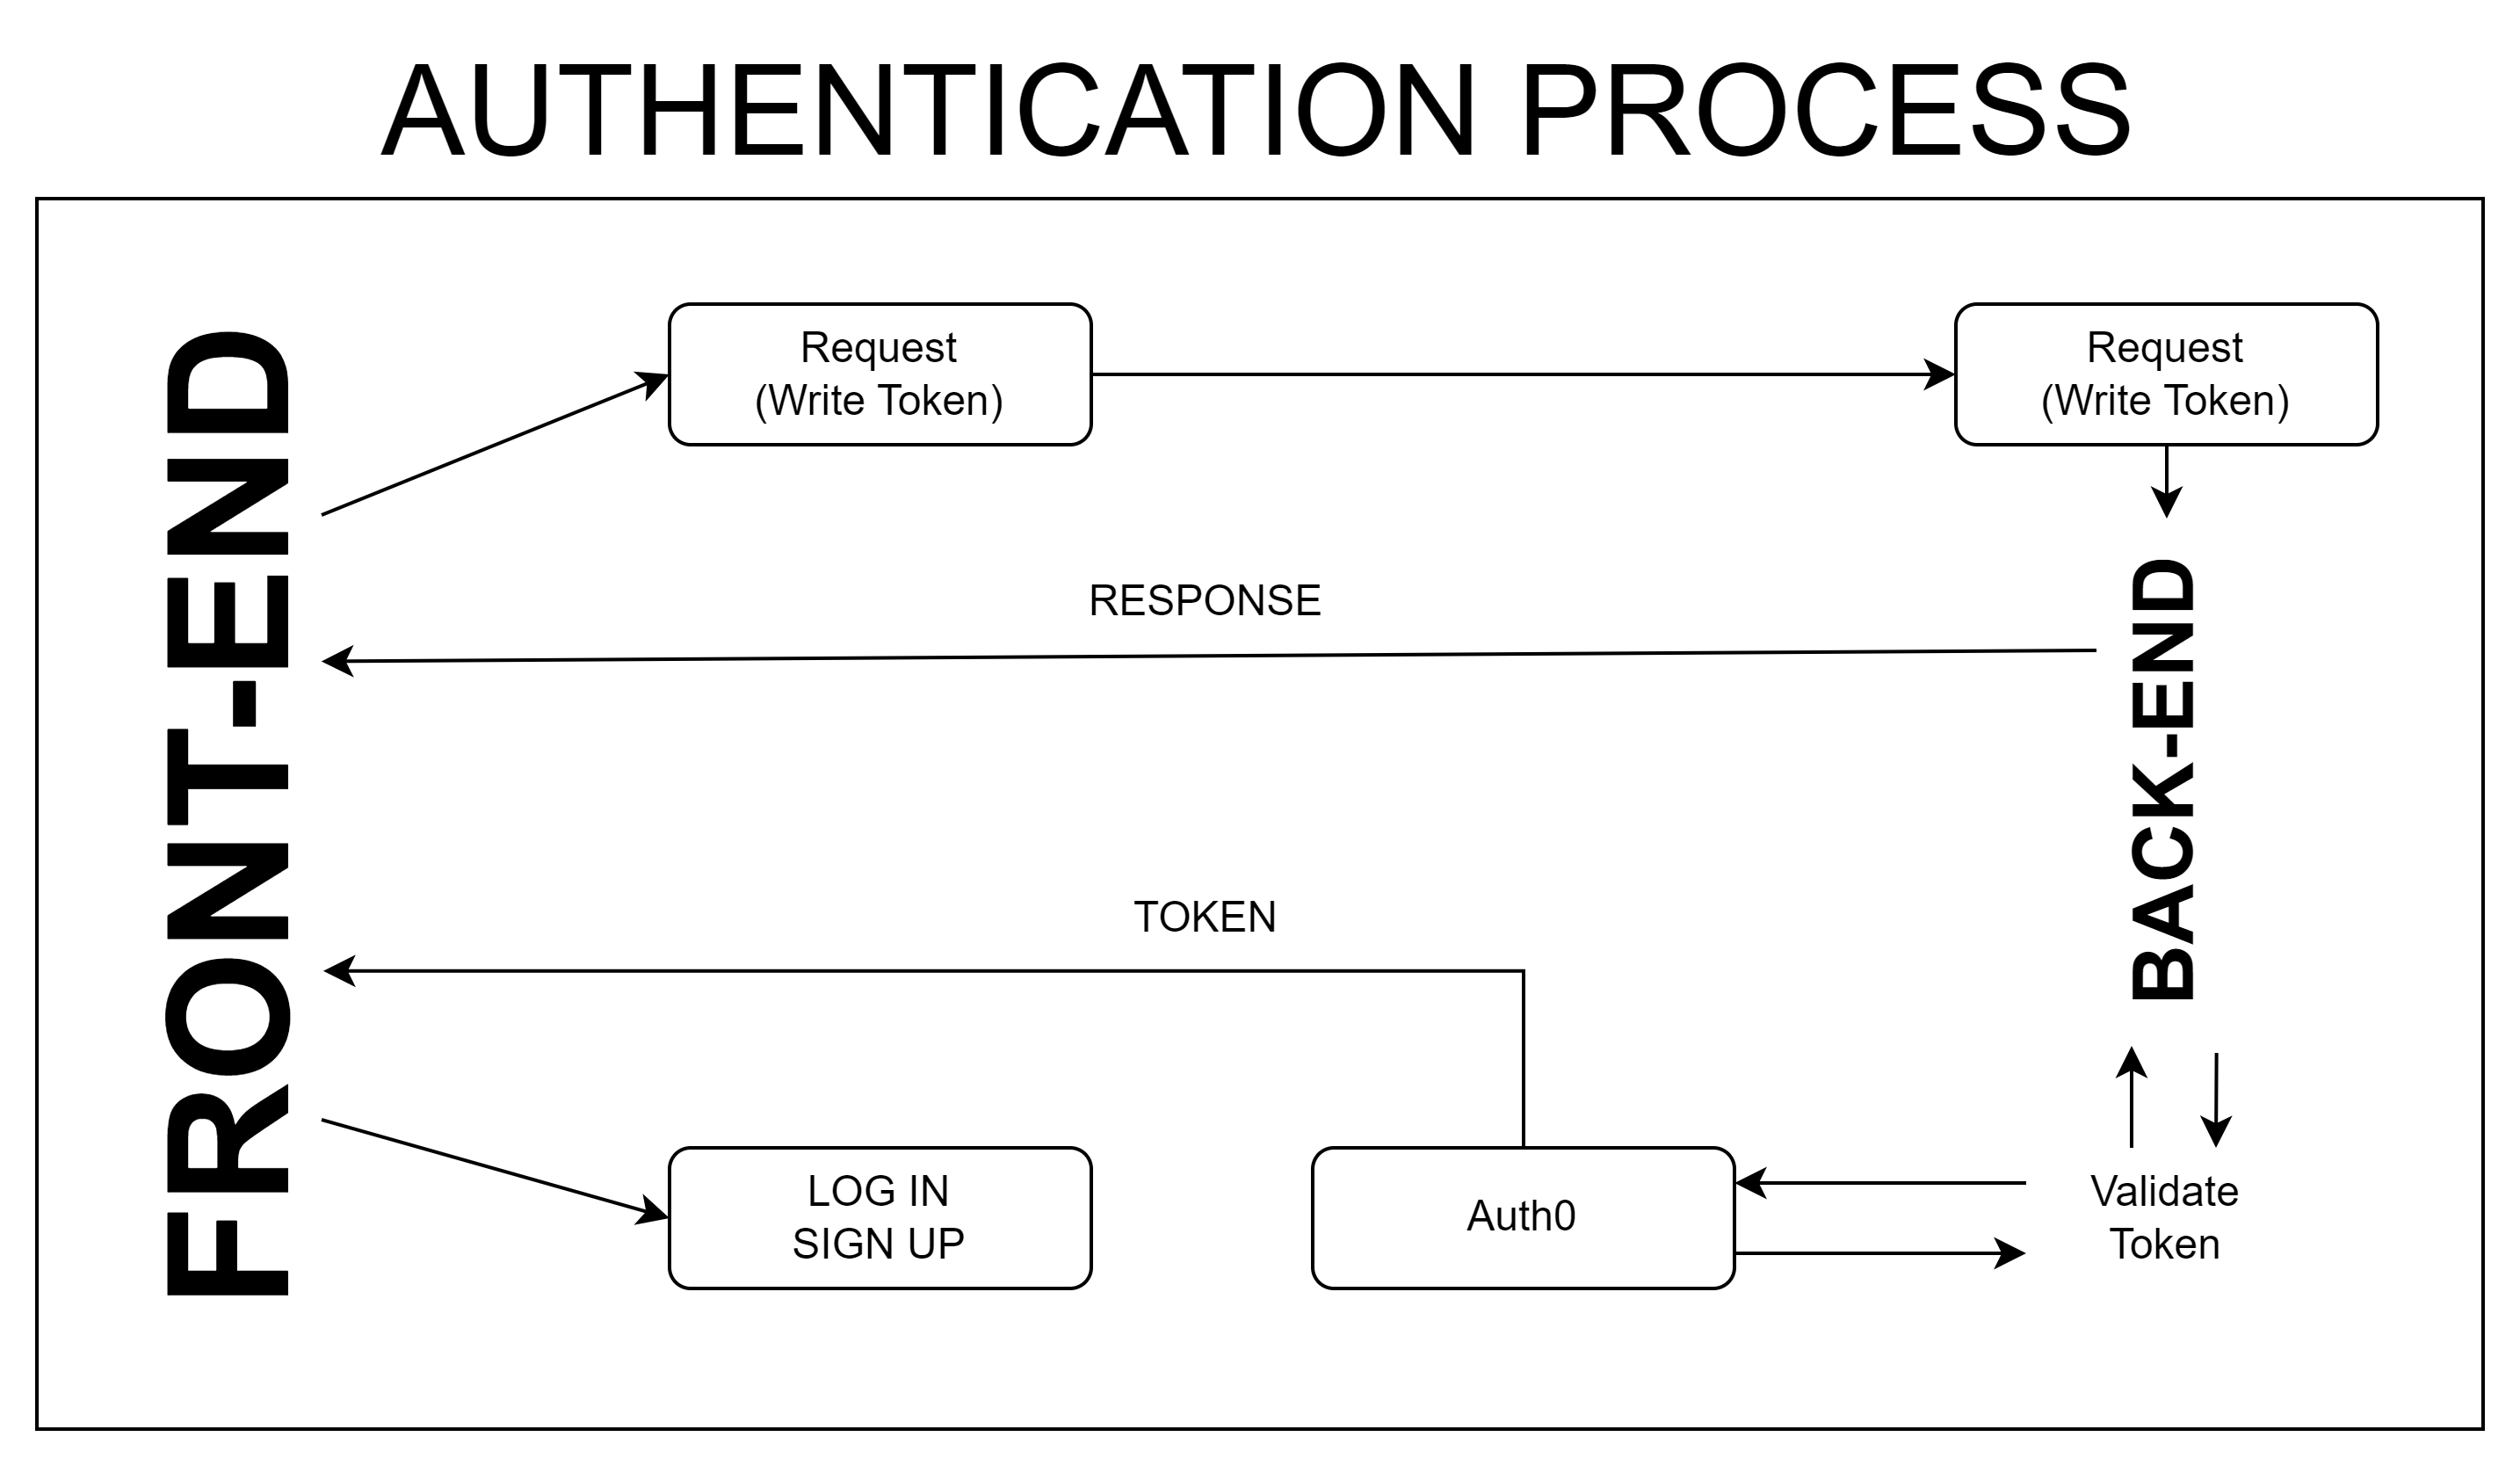 AUTHENTICATION PROCESS
FRONT-END
Request
(Write Token)
Request
(Write Token)
RESPONSE
BACK-END
TOKEN
LOG IN
SIGN UP
Auth0
Validate
Token